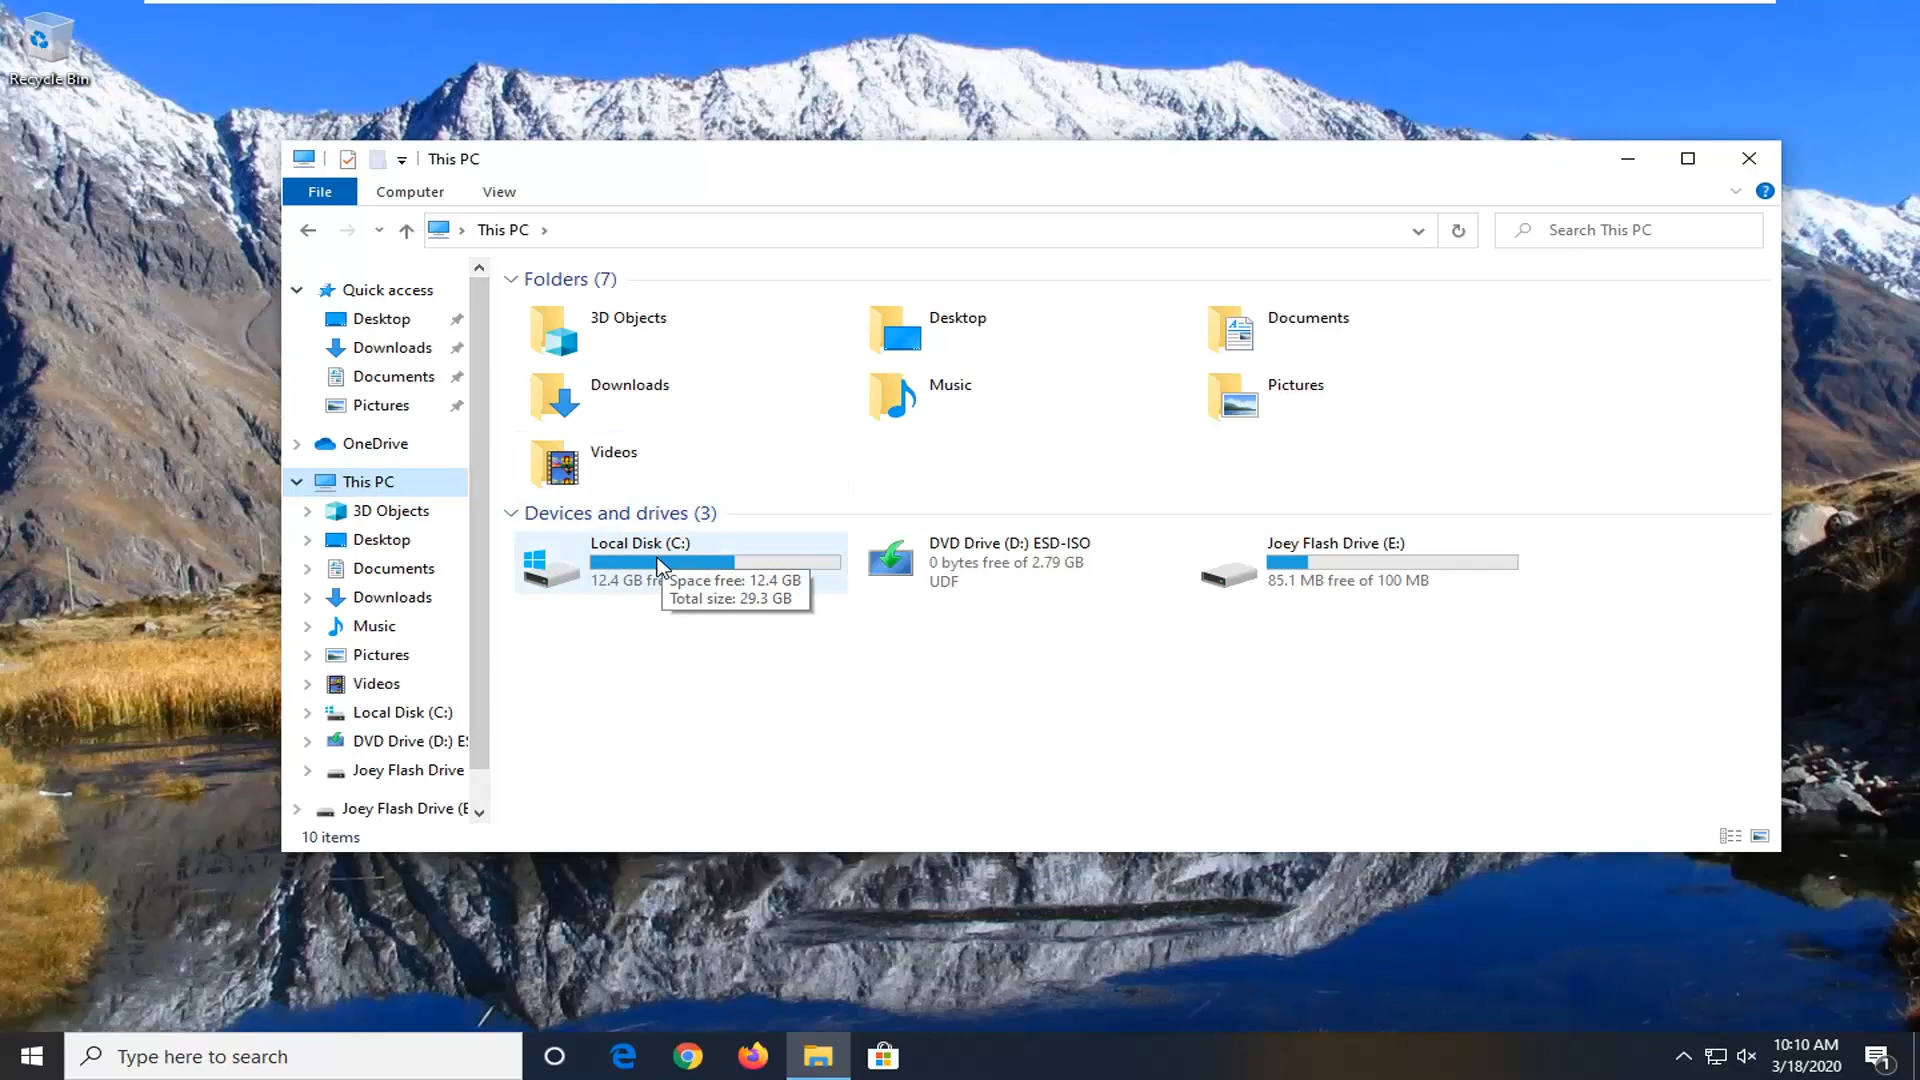 Recycle Bin
This PC
File Computer View
This PC
Search This PC
Quick access
Desktop
Downloads
Documents
Pictures
OneDrive
This PC
3D Objects
Desktop
Documents
Downloads
Music
Pictures
Videos
Local Disk (C:)
DVD Drive (D:) ES
Joey Flash Drive
Joey Flash Drive (E
Folders (7)
3D Objects
Desktop
Documents
Downloads
Music
Pictures
Videos
Devices and drives (3)
Local Disk (C:)
12.4 GB fre
Space free: 12.4 GB
Total size: 29.3 GB
DVD Drive (D:) ESD-ISO
0 bytes free of 2.79 GB
UDF
Joey Flash Drive (E:)
85.1 MB free of 100 MB
10 items
Type here to search
10:10 AM
3/18/2020
1